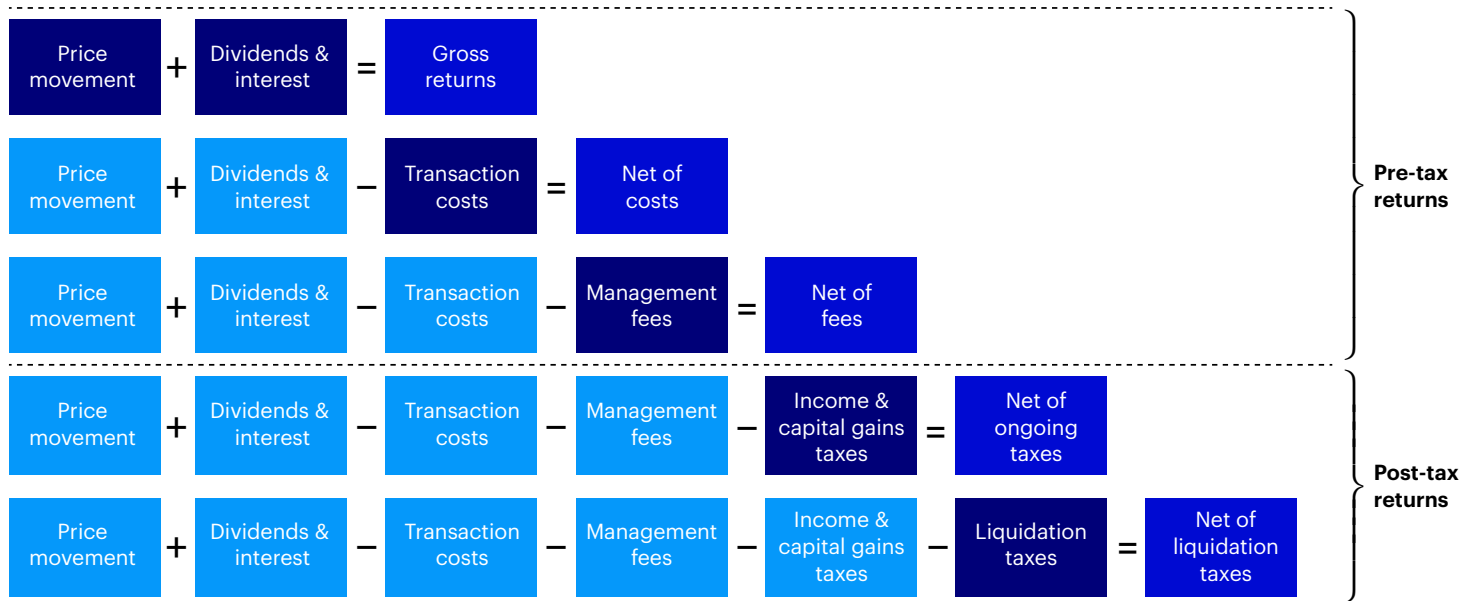 Price movement + Dividends & interest = Gross returns
Price movement + Dividends & interest − Transaction costs = Net of costs
Pre-tax returns
Price movement + Dividends & interest − Transaction costs − Management fees = Net of fees
Price movement + Dividends & interest − Transaction costs − Management fees − Income & capital gains taxes = Net of ongoing taxes
Post-tax returns
Price movement + Dividends & interest − Transaction costs − Management fees − Income & capital gains taxes − Liquidation taxes = Net of liquidation taxes